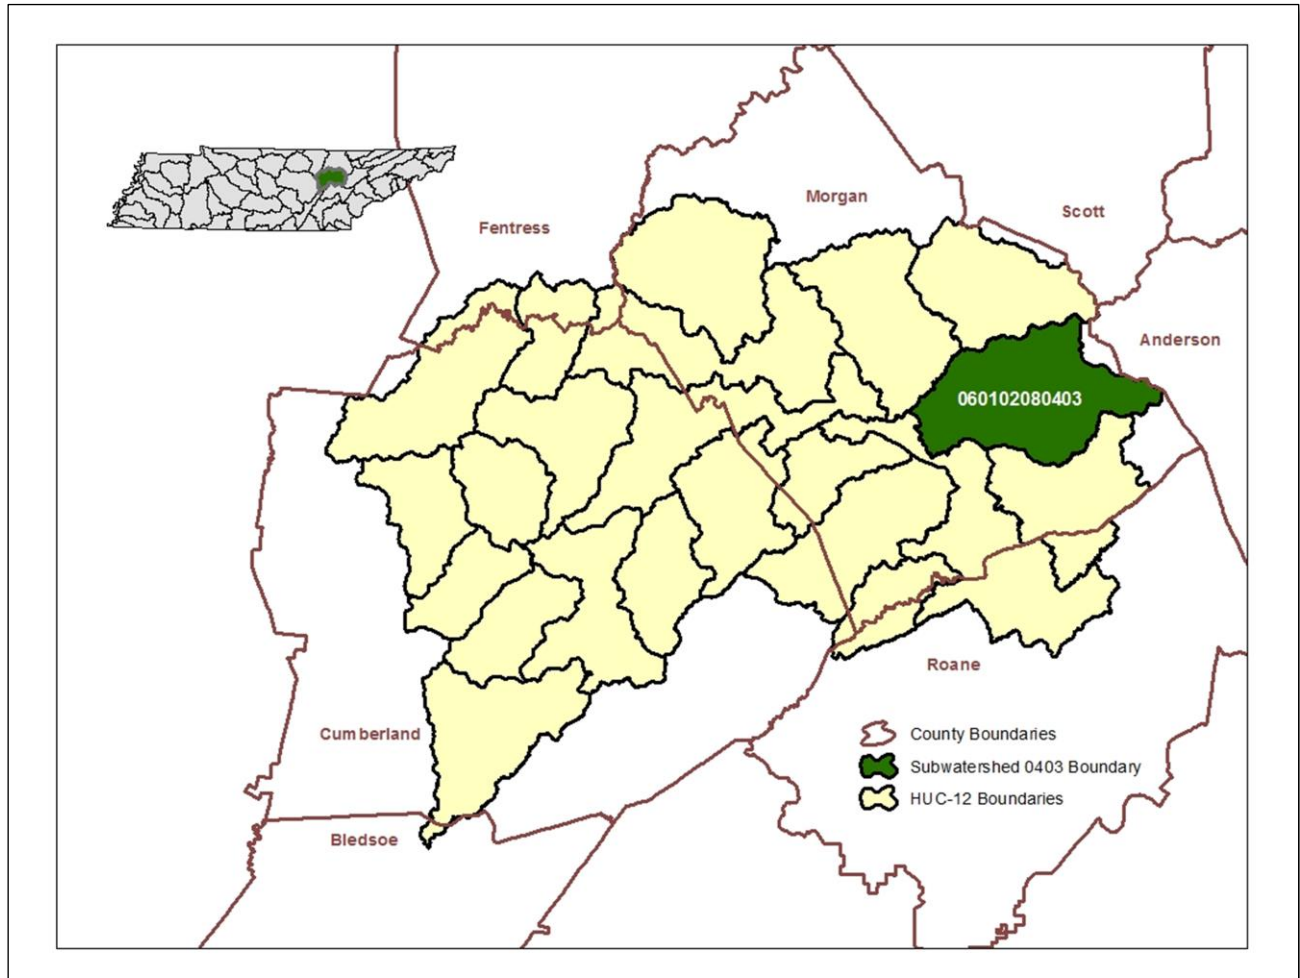 Morgan
Scott
Fentress
Anderson
060102080403
Roane
Cumberland
County Boundaries
Subwatershed 0403 Boundary
HUC-12 Boundaries
Bledsoe